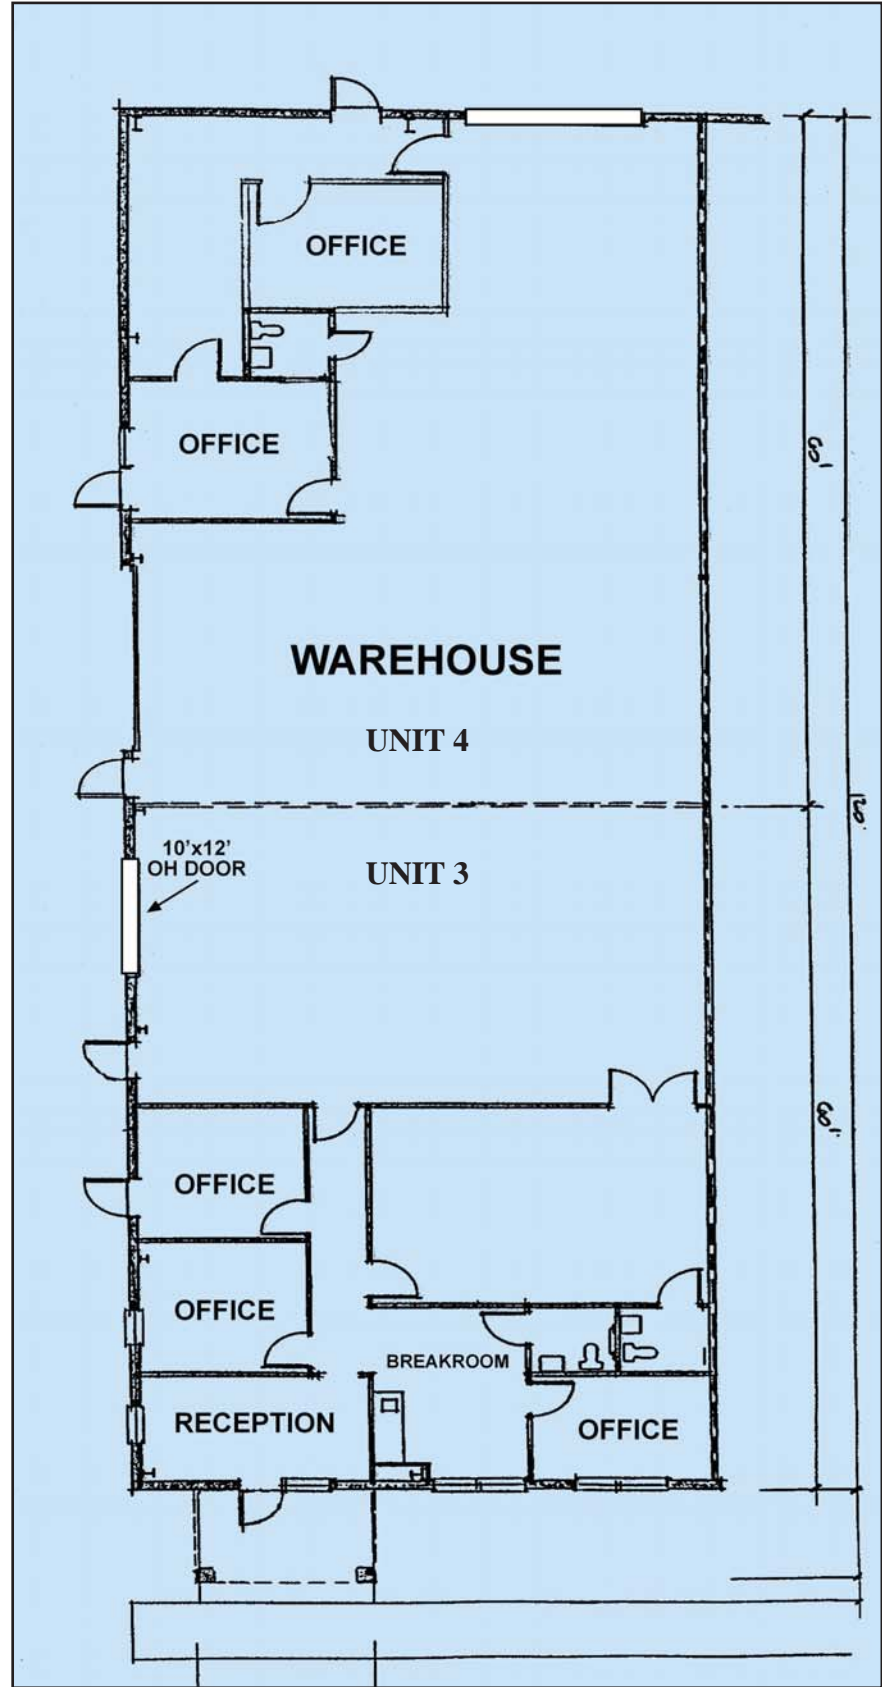 OFFICE
OFFICE
60'
WAREHOUSE
UNIT 4
120'
10'x12'
OH DOOR
UNIT 3
60'
OFFICE
OFFICE
BREAKROOM
RECEPTION
OFFICE